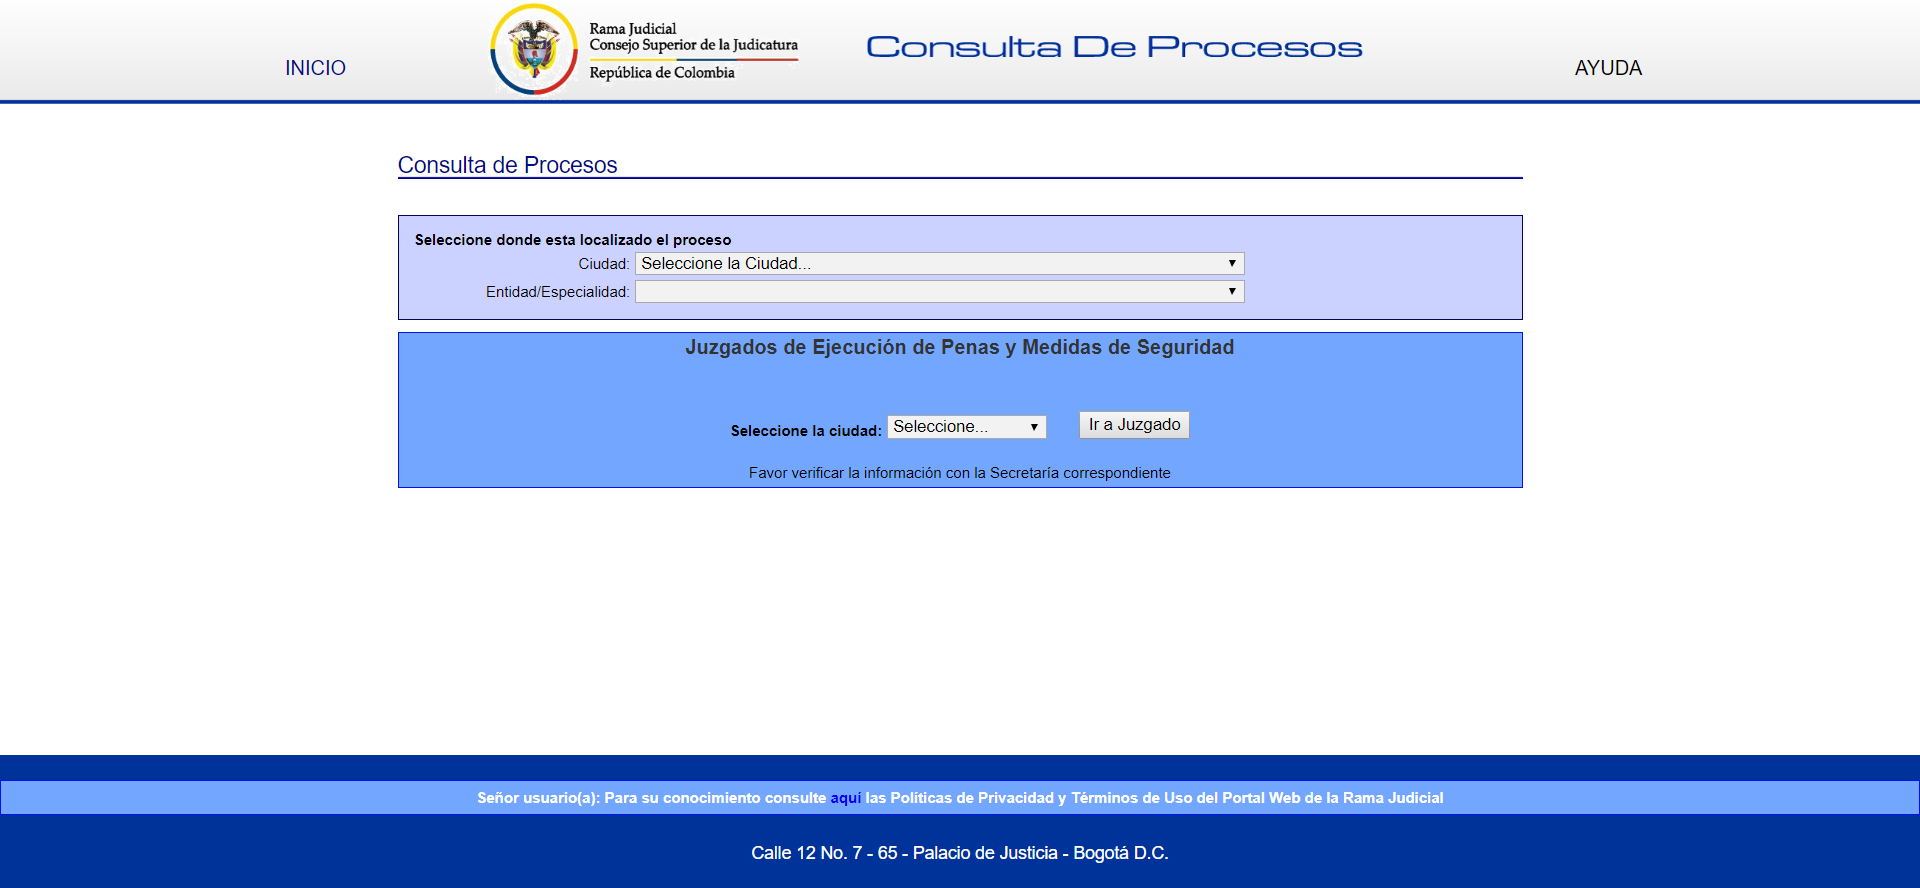 INICIO
Rama Judicial
Consejo Superior de la Judicatura
República de Colombia
Consulta De Procesos
AYUDA
Consulta de Procesos
Seleccione donde esta localizado el proceso
Ciudad: Seleccione la Ciudad...
Entidad/Especialidad:
Juzgados de Ejecución de Penas y Medidas de Seguridad
Seleccione la ciudad: Seleccione... Ir a Juzgado
Favor verificar la información con la Secretaría correspondiente
Señor usuario(a): Para su conocimiento consulte aquí las Políticas de Privacidad y Términos de Uso del Portal Web de la Rama Judicial
Calle 12 No. 7 - 65 - Palacio de Justicia - Bogotá D.C.